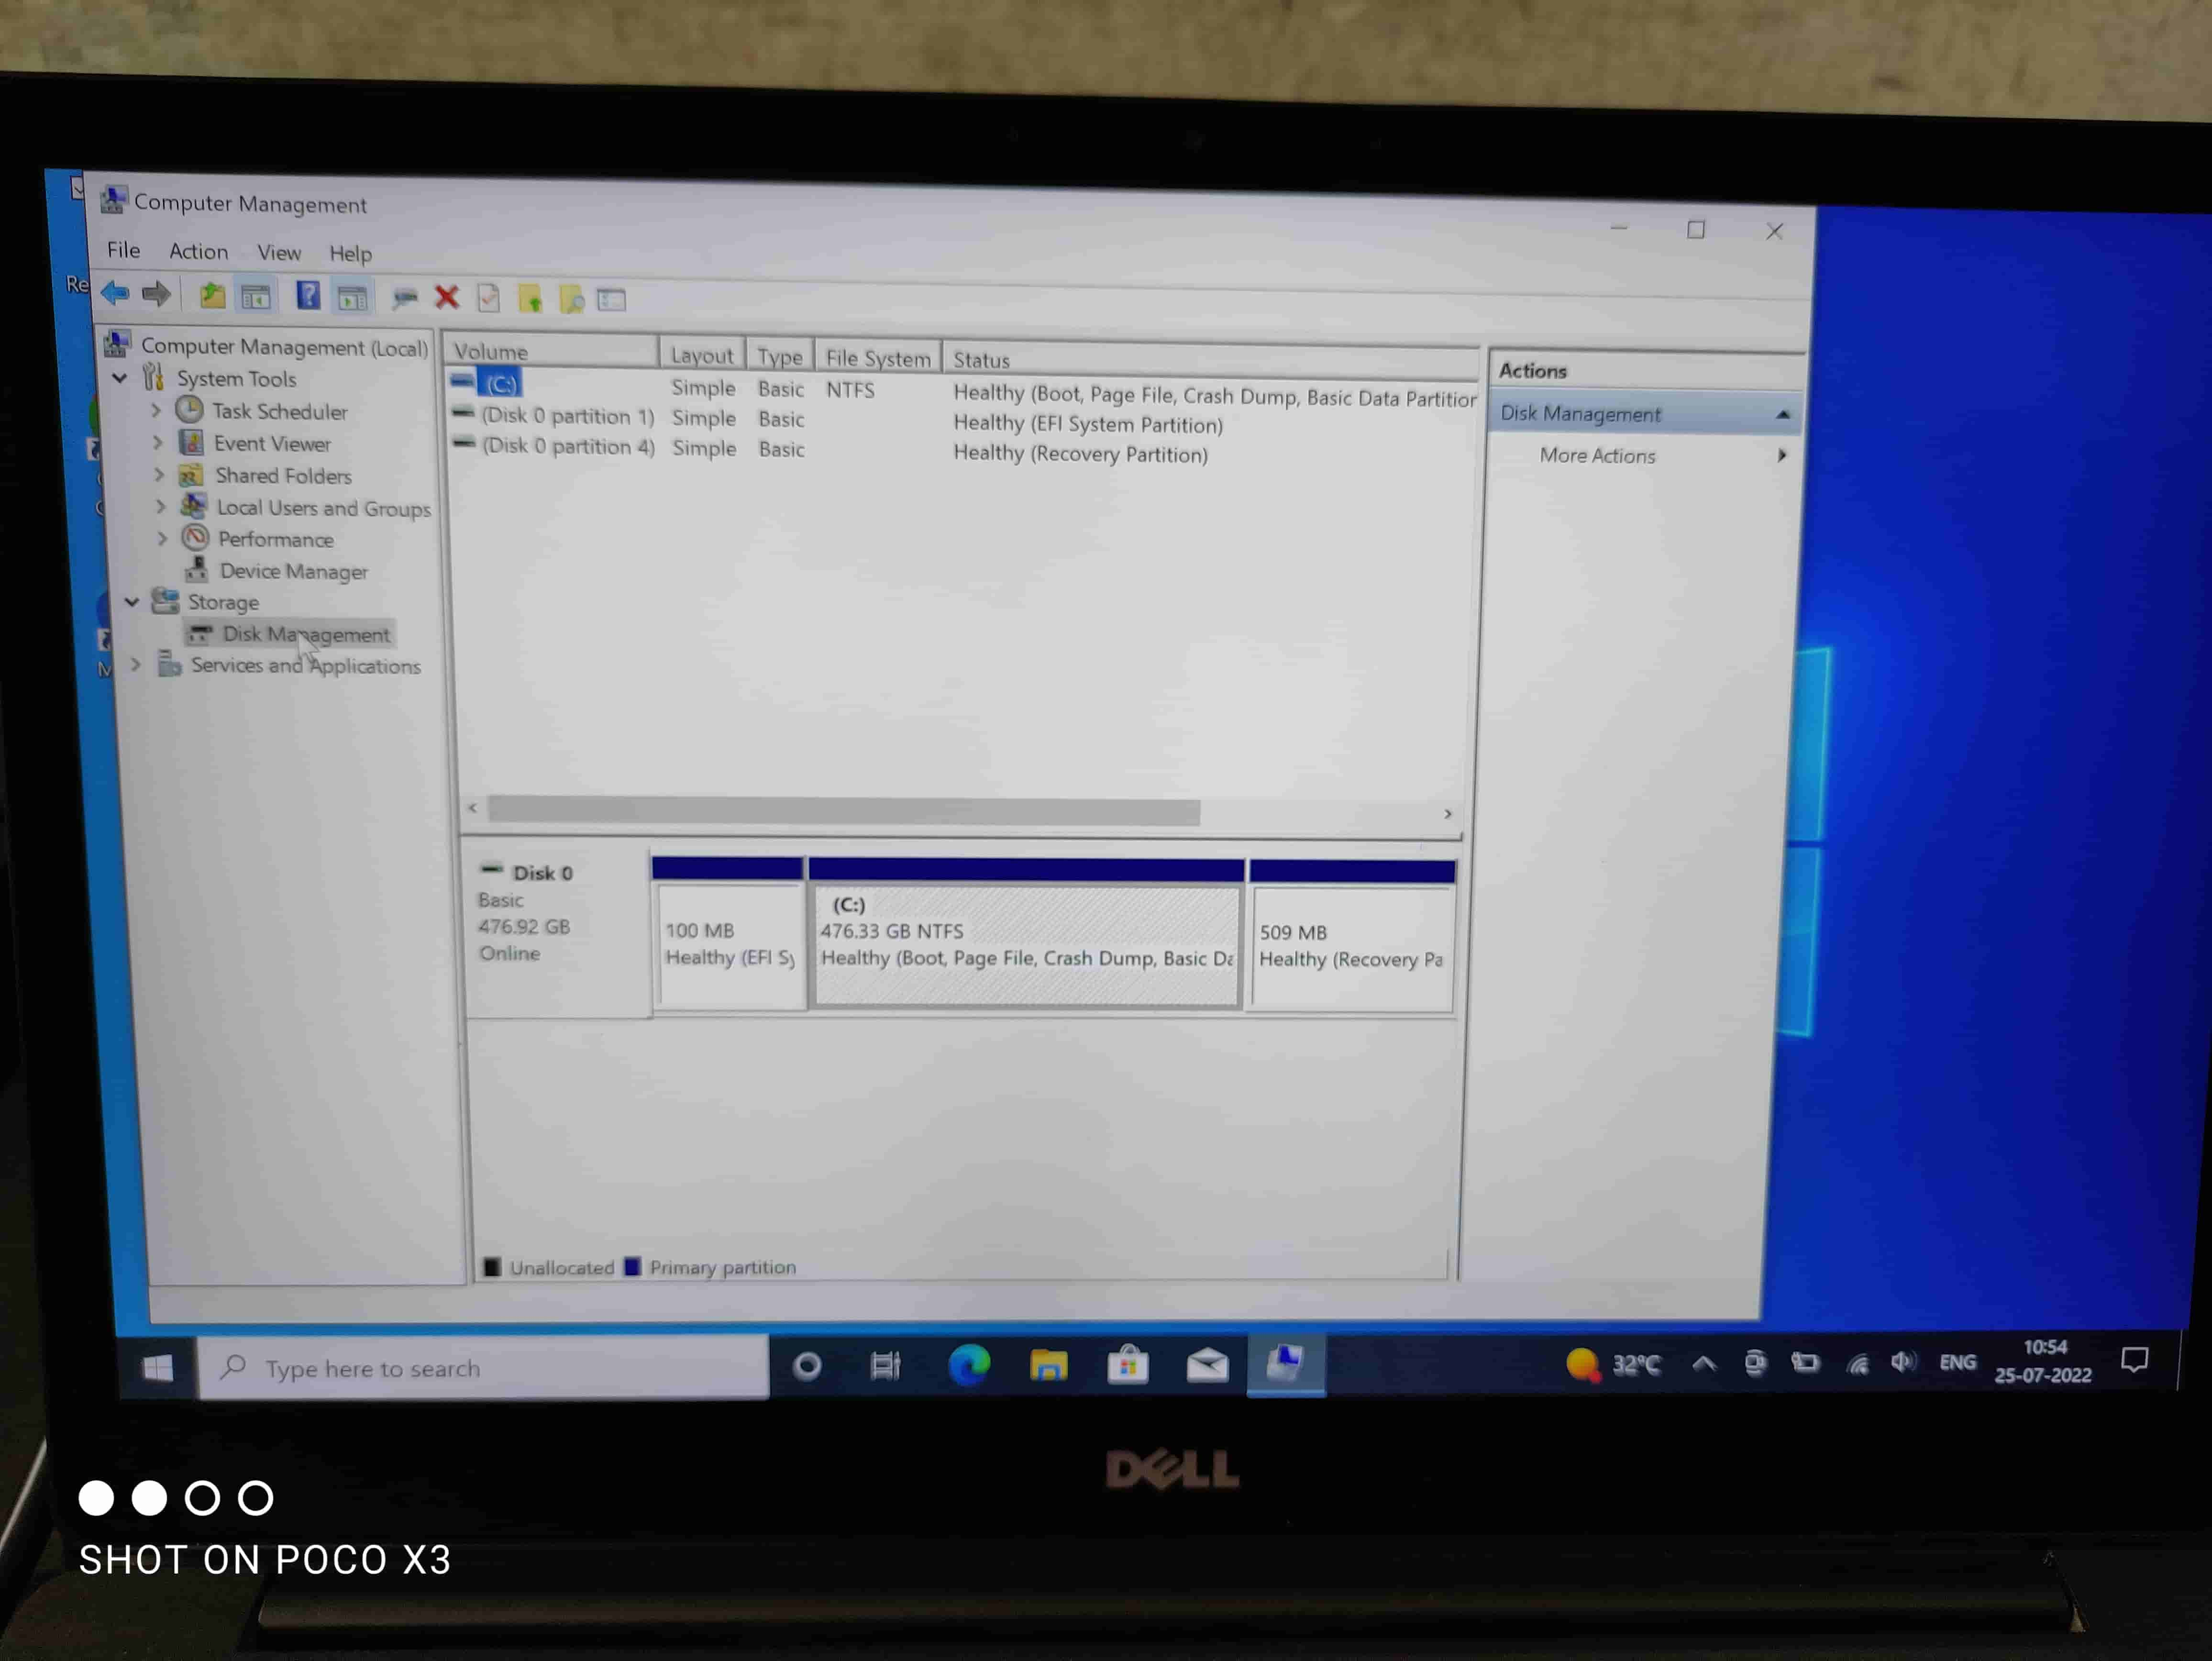 Computer Management
File Action View Help
Re
Computer Management (Local)
System Tools
Task Scheduler
Event Viewer
Shared Folders
Local Users and Groups
Performance
Device Manager
Storage
Disk Management
Services and Applications
Volume Layout Type File System Status
(C:) Simple Basic NTFS Healthy (Boot, Page File, Crash Dump, Basic Data Partition
(Disk 0 partition 1) Simple Basic Healthy (EFI System Partition)
(Disk 0 partition 4) Simple Basic Healthy (Recovery Partition)
Actions
Disk Management
More Actions
Disk 0
Basic
476.92 GB
Online
100 MB
Healthy (EFI Sy
(C:)
476.33 GB NTFS
Healthy (Boot, Page File, Crash Dump, Basic Da
509 MB
Healthy (Recovery Pa
Unallocated Primary partition
Type here to search
32°C
ENG
10:54
25-07-2022
DELL
SHOT ON POCO X3